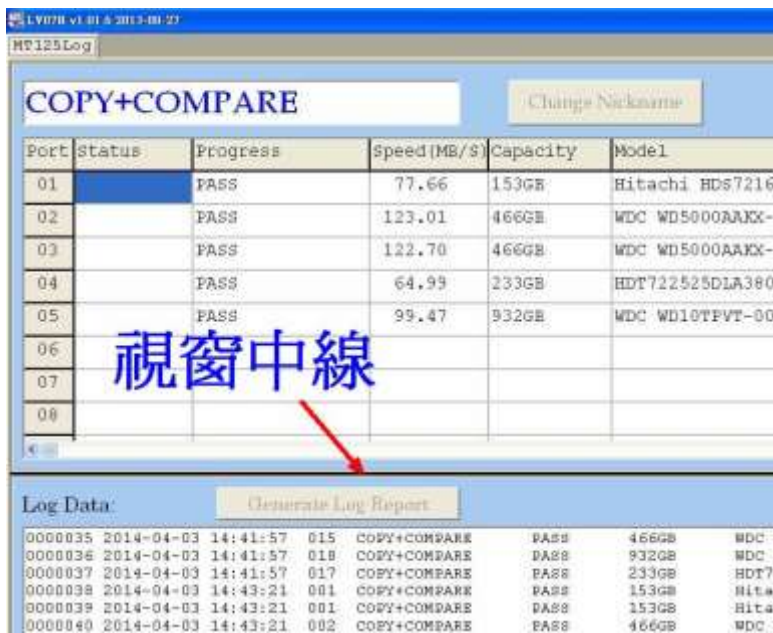 LV07B v1.01.6 2013-08-27
MT125Log
COPY+COMPARE
Change Nickname
Port Status Progress Speed(MB/S) Capacity Model
01 PASS 77.66 153GB Hitachi HDS7216
02 PASS 123.01 466GB WDC WD5000AAKX-
03 PASS 122.70 466GB WDC WD5000AAKX-
04 PASS 64.99 233GB HDT722525DLA380
05 PASS 99.47 932GB WDC WD10TPVT-00
06
視窗中線
07
08
Log Data:
Generate Log Report
0000035 2014-04-03 14:41:57 015 COPY+COMPARE PASS 466GB WDC
0000036 2014-04-03 14:41:57 018 COPY+COMPARE PASS 932GB WDC
0000037 2014-04-03 14:41:57 017 COPY+COMPARE PASS 233GB HDT7
0000038 2014-04-03 14:43:21 001 COPY+COMPARE PASS 153GB Hita
0000039 2014-04-03 14:43:21 001 COPY+COMPARE PASS 153GB Hita
0000040 2014-04-03 14:43:21 002 COPY+COMPARE PASS 466GB WDC